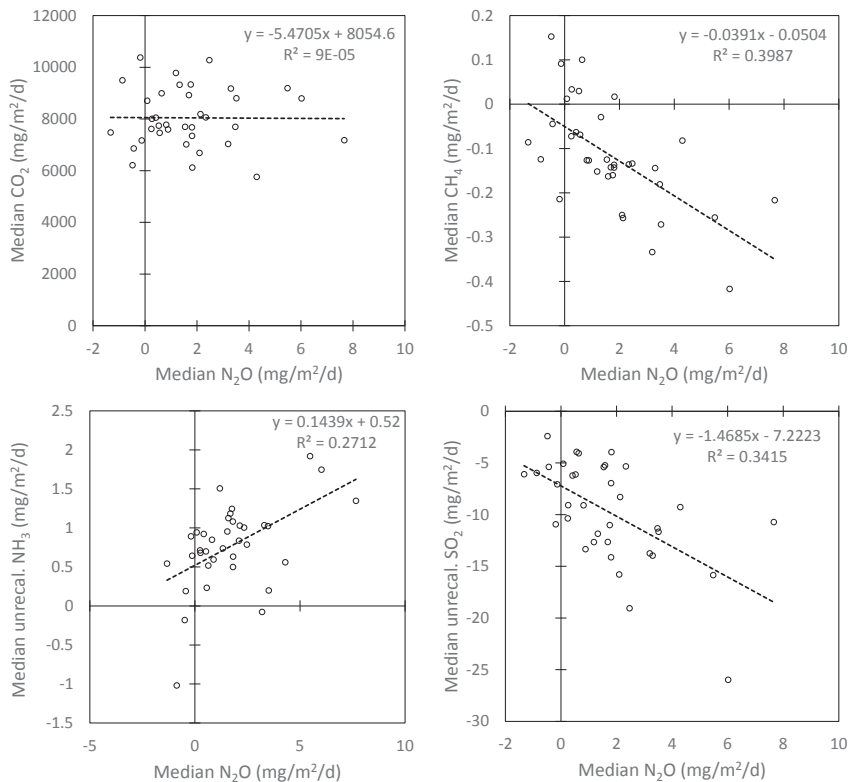 y = -5.4705x + 8054.6
R² = 9E-05
12000
10000
8000
6000
4000
2000
0
-2 0 2 4 6 8 10
Median CO₂ (mg/m²/d)
Median N₂O (mg/m²/d)
y = -0.0391x - 0.0504
R² = 0.3987
0.2
0.1
0
-0.1
-0.2
-0.3
-0.4
-0.5
-2 0 2 4 6 8 10
Median CH₄ (mg/m²/d)
Median N₂O (mg/m²/d)
y = 0.1439x + 0.52
R² = 0.2712
2.5
2
1.5
1
0.5
0
-0.5
-1
-1.5
-5 0 5 10
Median unrecal. NH₃ (mg/m²/d)
Median N₂O (mg/m²/d)
y = -1.4685x - 7.2223
R² = 0.3415
0
-5
-10
-15
-20
-25
-30
-2 0 2 4 6 8 10
Median unrecal. SO₂ (mg/m²/d)
Median N₂O (mg/m²/d)